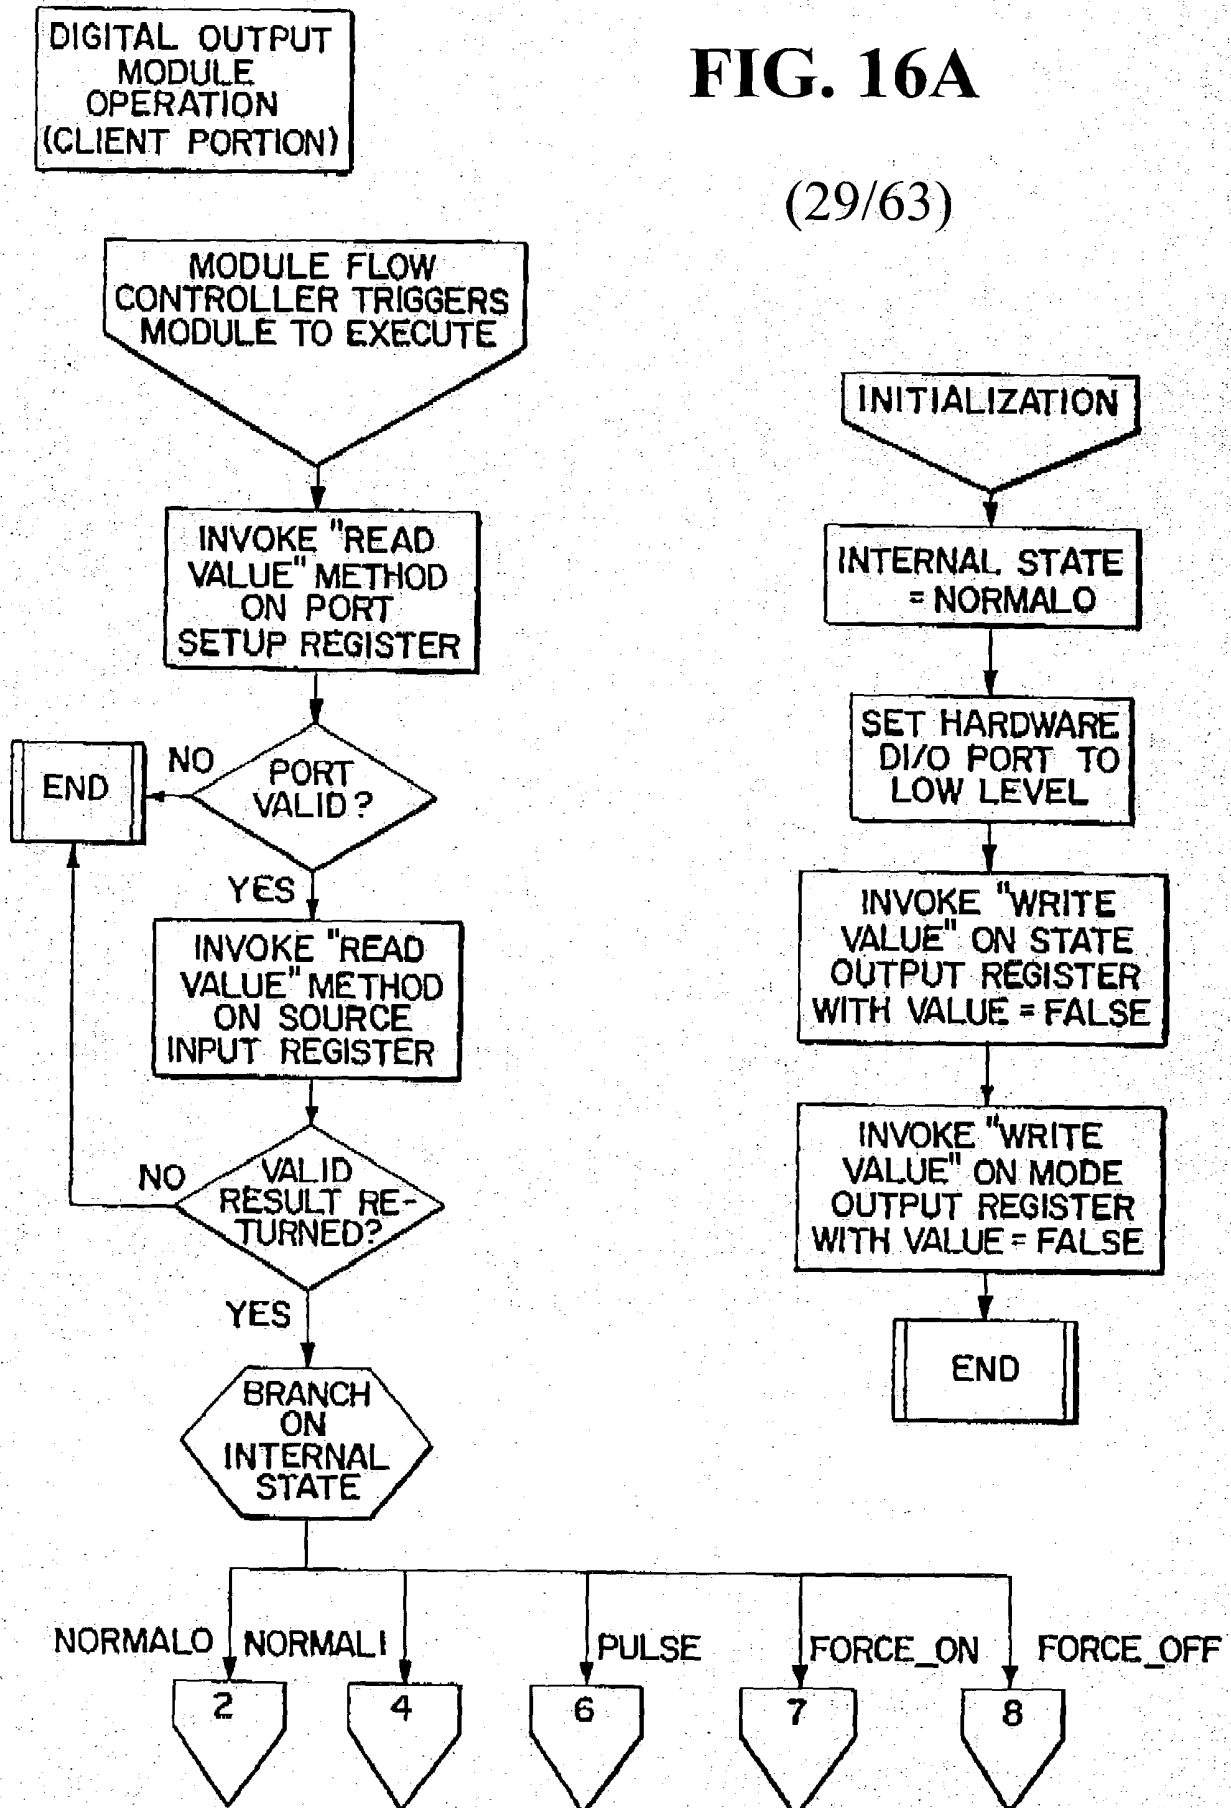 DIGITAL OUTPUT
MODULE
OPERATION
(CLIENT PORTION)
FIG. 16A
(29/63)
MODULE FLOW
CONTROLLER TRIGGERS
MODULE TO EXECUTE
INVOKE "READ
VALUE" METHOD
ON PORT
SETUP REGISTER
PORT
VALID?
NO
END
YES
INVOKE "READ
VALUE" METHOD
ON SOURCE
INPUT REGISTER
VALID
RESULT RE-
TURNED?
NO
YES
BRANCH
ON
INTERNAL
STATE
NORMALO
NORMAL1
PULSE
FORCE_ON
FORCE_OFF
2
4
6
7
8
INITIALIZATION
INTERNAL STATE
= NORMALO
SET HARDWARE
DI/O PORT TO
LOW LEVEL
INVOKE "WRITE
VALUE" ON STATE
OUTPUT REGISTER
WITH VALUE = FALSE
INVOKE "WRITE
VALUE" ON MODE
OUTPUT REGISTER
WITH VALUE = FALSE
END